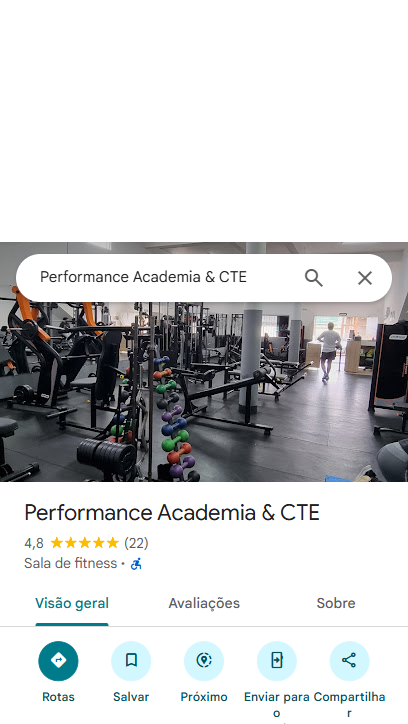 Performance Academia & CTE
Performance Academia & CTE
4,8 (22)
Sala de fitness ·
Visão geral Avaliações Sobre
Rotas Salvar Próximo Enviar para o Compartilhar